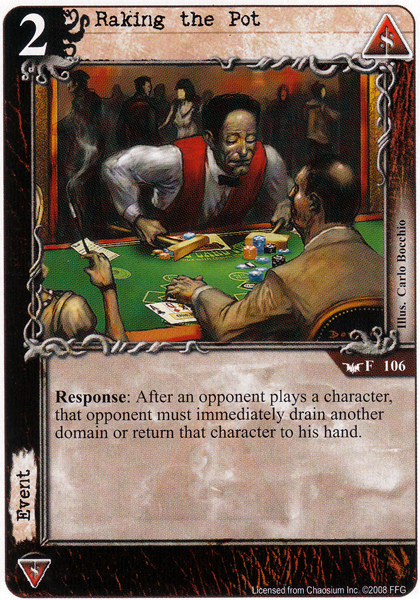 2
Raking the Pot
$
Illus. Carlo Bocchio
F 106
Response: After an opponent plays a character,
that opponent must immediately drain another
domain or return that character to his hand.
Event
$
Licensed from Chaosium Inc. ©2008 FFG